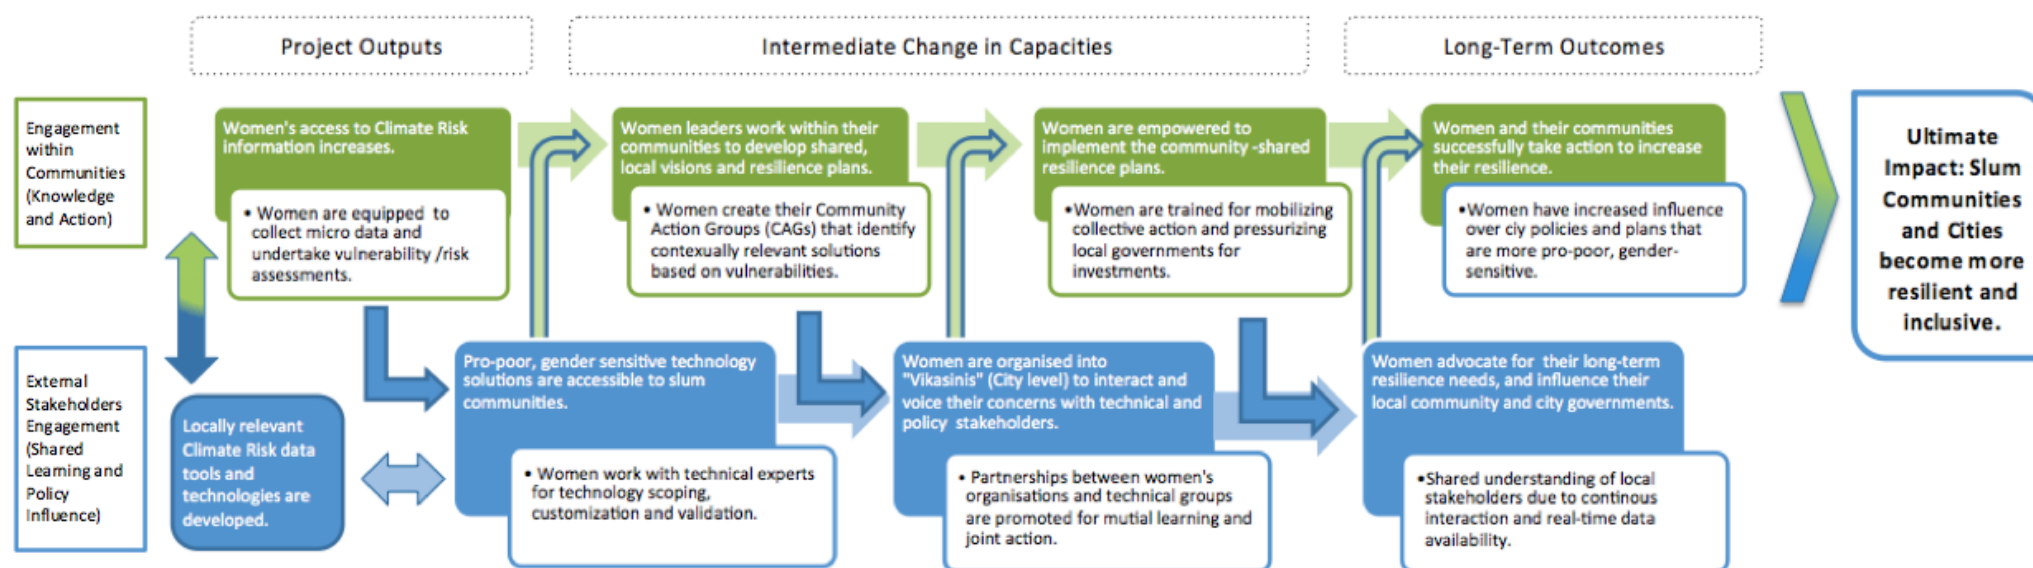 Project Outputs
Intermediate Change in Capacities
Long-Term Outcomes
Engagement
within
Communities
(Knowledge
and Action)
Women's access to Climate Risk
information increases.
• Women are equipped to
collect micro data and
undertake vulnerability /risk
assessments.
Women leaders work within their
communities to develop shared,
local visions and resilience plans.
• Women create their Community
Action Groups (CAGs) that identify
contexually relevant solutions
based on vulnerabilities.
Women are empowered to
implement the community -shared
resilience plans.
•Women are trained for mobilizing
collective action and pressurizing
local governments for
investments.
Women and their communities
successfully take action to increase
their resilience.
•Women have increased influence
over ciy policies and plans that
are more pro-poor, gender-
sensitive.
Ultimate
Impact: Slum
Communities
and Cities
become more
resilient and
inclusive.
External
Stakeholders
Engagement
(Shared
Learning and
Policy
Influence)
Locally relevant
Climate Risk data
tools and
technologies are
developed.
Pro-poor, gender sensitive technology
solutions are accessible to slum
communities.
• Women work with technical experts
for technology scoping,
customization and validation.
Women are organised into
"Vikasinis" (City level) to interact and
voice their concerns with technical and
policy stakeholders.
• Partnerships between women's
organisations and technical groups
are promoted for mutial learning and
joint action.
Women advocate for their long-term
resilience needs, and influence their
local community and city governments.
•Shared understanding of local
stakeholders due to continous
interaction and real-time data
availability.